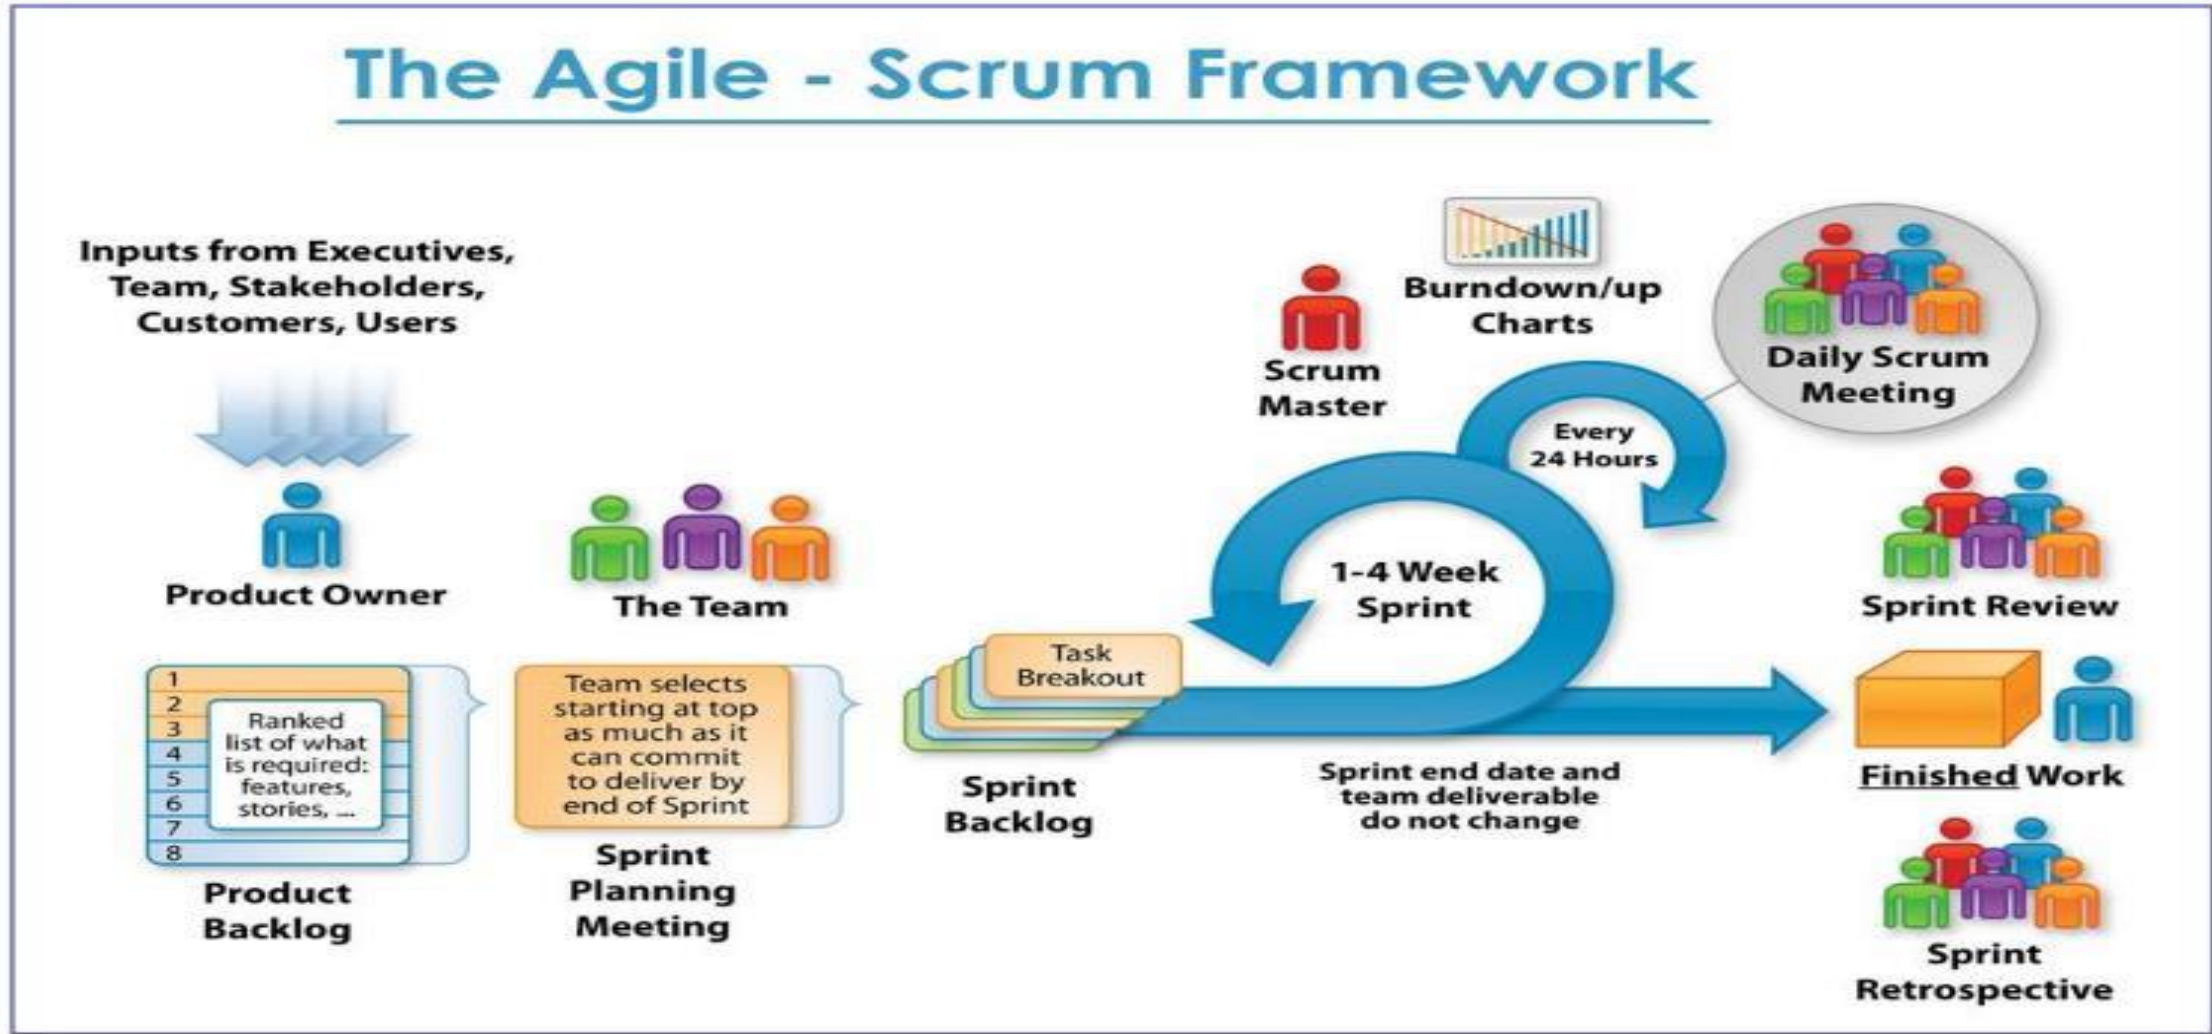 The Agile - Scrum Framework
Inputs from Executives,
Team, Stakeholders,
Customers, Users
Product Owner
The Team
1
2
3
4
5
6
7
8
Ranked
list of what
is required:
features,
stories, ...
Product
Backlog
Team selects
starting at top
as much as it
can commit
to deliver by
end of Sprint
Sprint
Planning
Meeting
Task
Breakout
Sprint
Backlog
Scrum
Master
Burndown/up
Charts
Every
24 Hours
Daily Scrum
Meeting
1-4 Week
Sprint
Sprint end date and
team deliverable
do not change
Sprint Review
Finished Work
Sprint
Retrospective